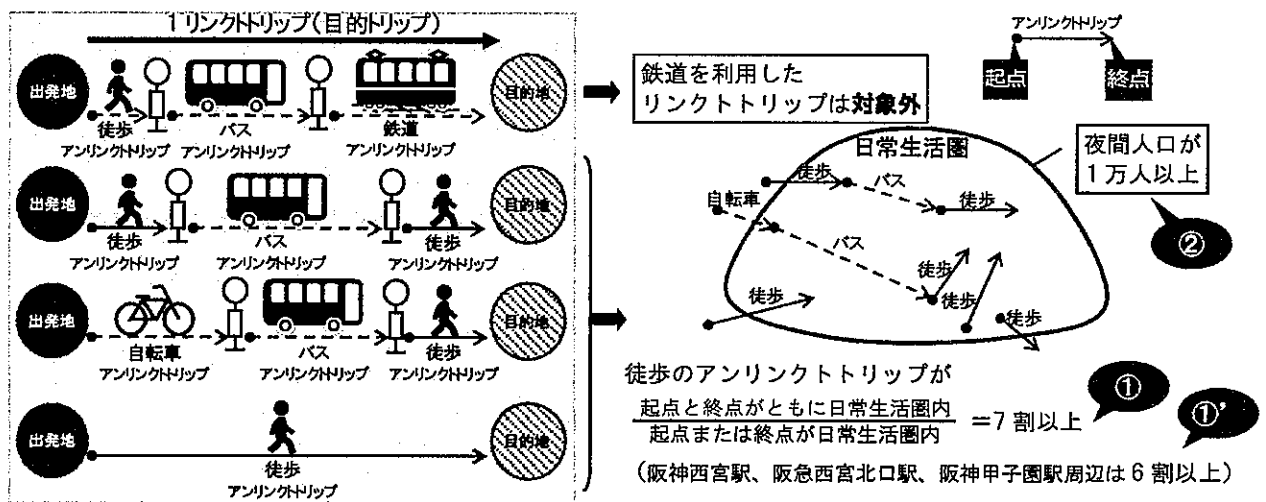 1リンクトトリップ(目的トリップ)
出発地
徒歩
アンリンクトトリップ
バス
アンリンクトトリップ
鉄道
アンリンクトトリップ
目的地
出発地
徒歩
アンリンクトトリップ
バス
アンリンクトトリップ
徒歩
アンリンクトトリップ
目的地
出発地
自転車
アンリンクトトリップ
バス
アンリンクトトリップ
徒歩
アンリンクトトリップ
目的地
出発地
徒歩
アンリンクトトリップ
目的地
鉄道を利用した
リンクトトリップは対象外
アンリンクトトリップ
起点
終点
日常生活圏
夜間人口が
1万人以上
②
徒歩
バス
徒歩
自転車
バス
徒歩
徒歩
徒歩
徒歩
徒歩のアンリンクトトリップが
起点と終点がともに日常生活圏内
起点または終点が日常生活圏内
=7割以上
①
①’
(阪神西宮駅、阪急西宮北口駅、阪神甲子園駅周辺は6割以上)